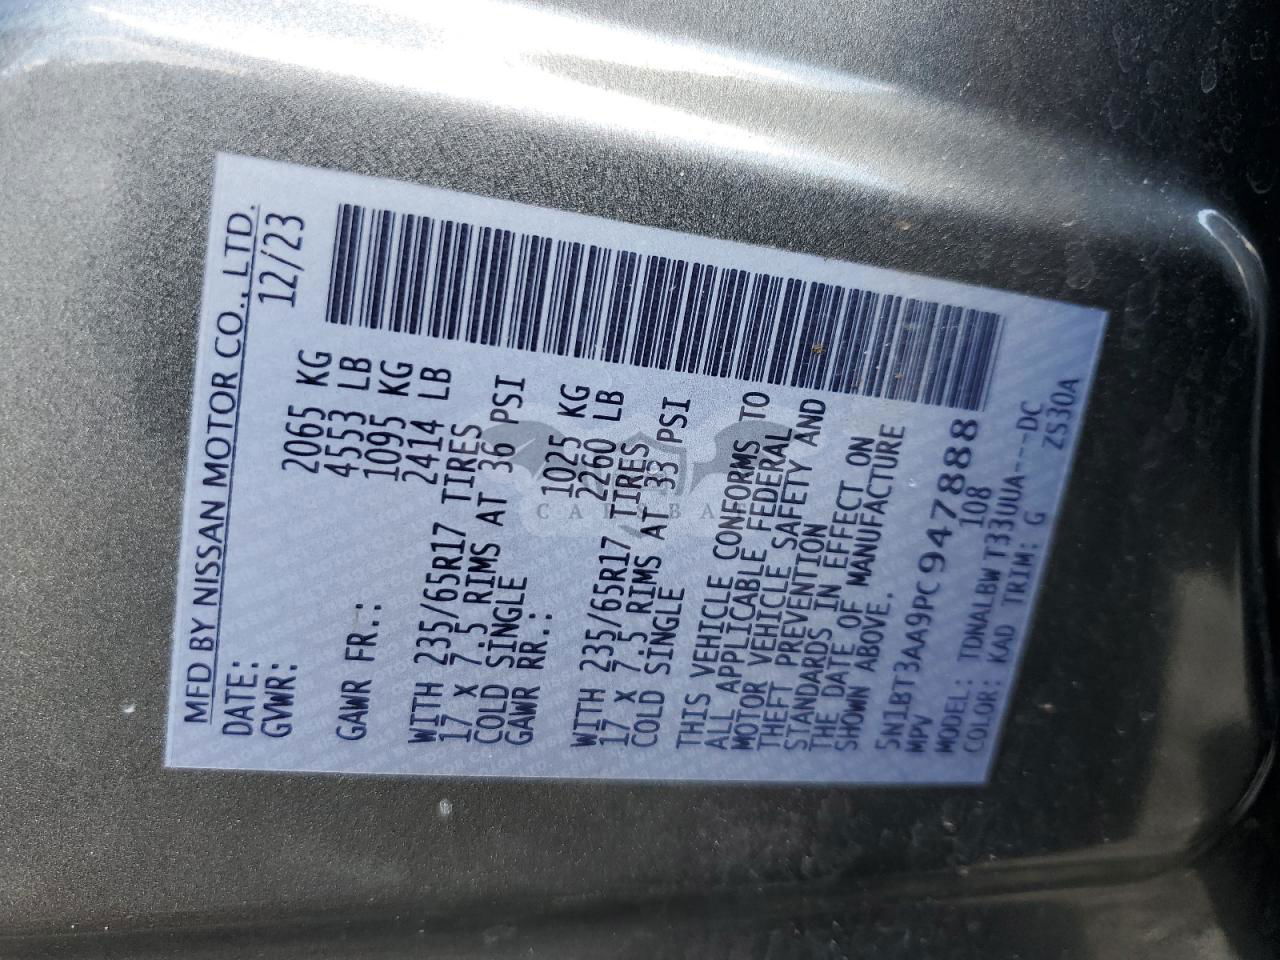 MFD BY NISSAN MOTOR CO., LTD.
DATE: 12/23
GVWR: 2065 KG
4553 LB
GAWR FR.: 1095 KG
2414 LB
WITH 235/65R17 TIRES
17 X 7.5 RIMS AT 36 PSI
COLD SINGLE
GAWR RR.: 1025 KG
2260 LB
WITH 235/65R17 TIRES
17 X 7.5 RIMS AT 33 PSI
COLD SINGLE
THIS VEHICLE CONFORMS TO
ALL APPLICABLE FEDERAL
MOTOR VEHICLE SAFETY AND
THEFT PREVENTION
STANDARDS IN EFFECT ON
THE DATE OF MANUFACTURE
SHOWN ABOVE.
5N1BT3AA9PC947888
MPV 108
MODEL: TDNALBW T33UUA---DC
COLOR: KAD TRIM: G ZS30A